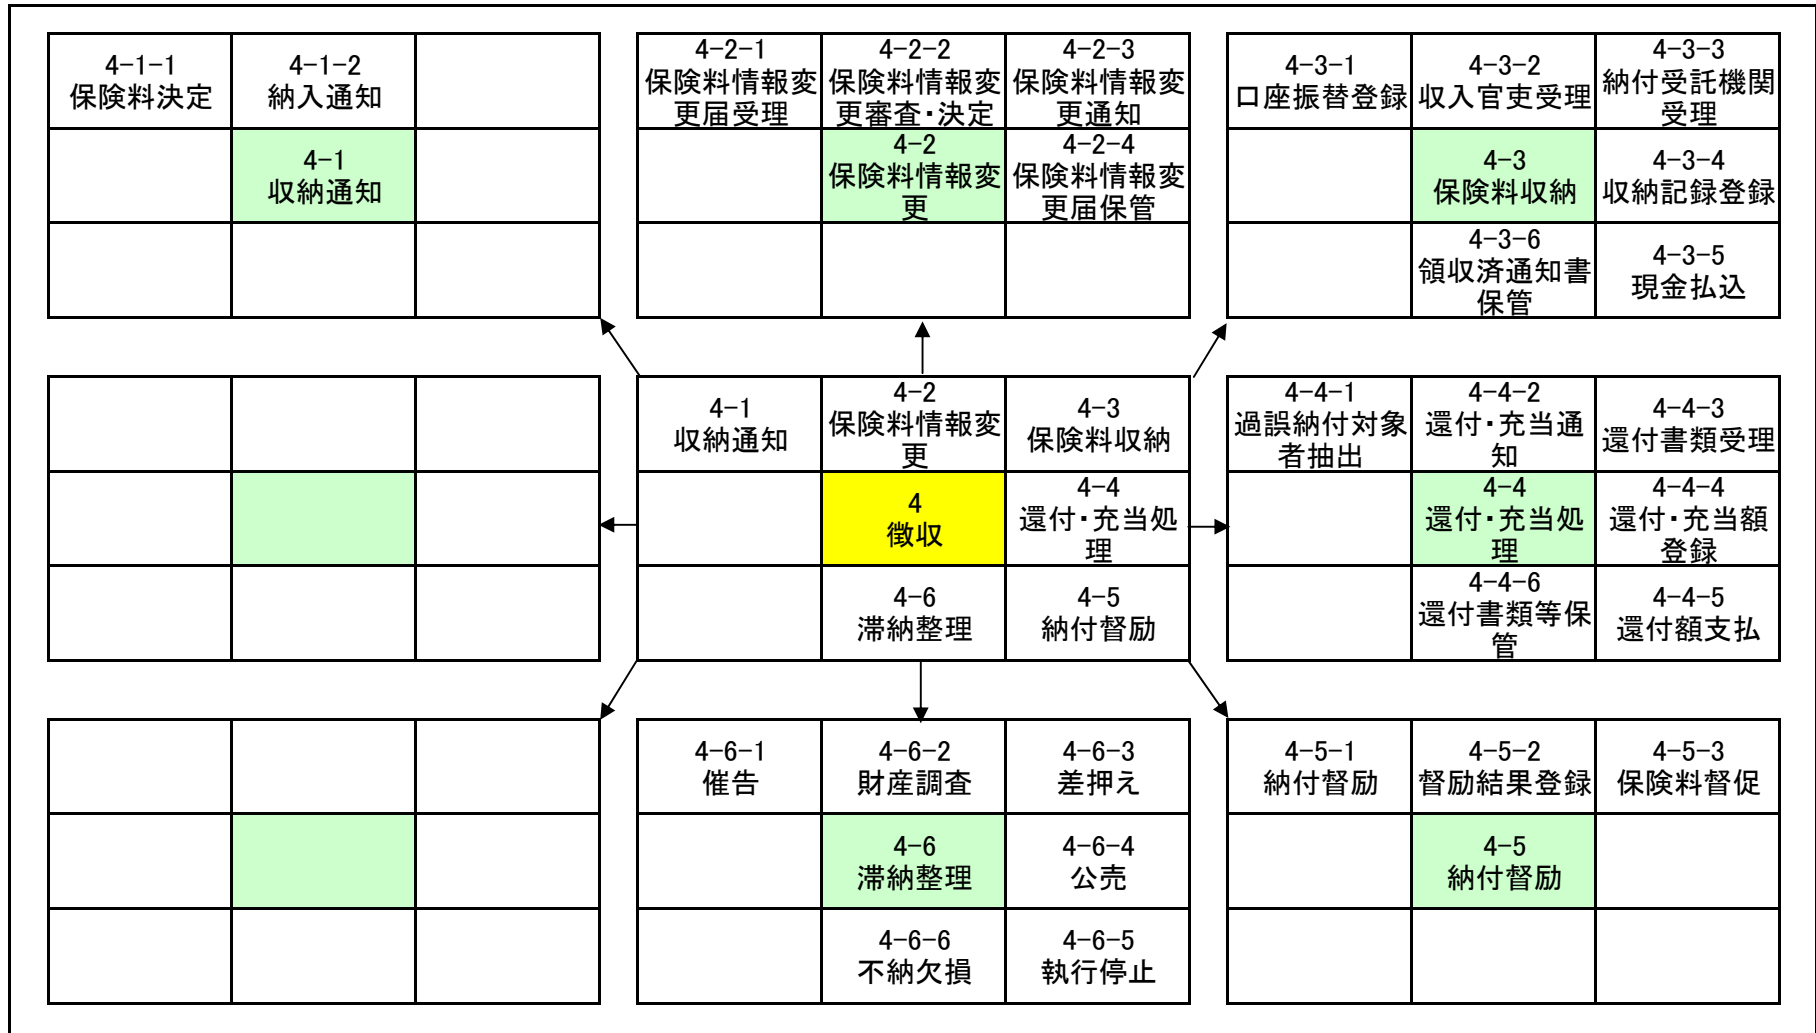 4-1-1
保険料決定
4-1-2
納入通知
4-1
収納通知
4-2-1
保険料情報変
更届受理
4-2-2
保険料情報変
更審査・決定
4-2-3
保険料情報変
更通知
4-2
保険料情報変
更
4-2-4
保険料情報変
更届保管
4-3-1
口座振替登録
4-3-2
収入官吏受理
4-3-3
納付受託機関
受理
4-3
保険料収納
4-3-4
収納記録登録
4-3-6
領収済通知書
保管
4-3-5
現金払込
4-1
収納通知
4-2
保険料情報変
更
4-3
保険料収納
4
徴収
4-4
還付・充当処
理
4-6
滞納整理
4-5
納付督励
4-4-1
過誤納付対象
者抽出
4-4-2
還付・充当通
知
4-4-3
還付書類受理
4-4
還付・充当処
理
4-4-4
還付・充当額
登録
4-4-6
還付書類等保
管
4-4-5
還付額支払
4-6-1
催告
4-6-2
財産調査
4-6-3
差押え
4-6
滞納整理
4-6-4
公売
4-6-6
不納欠損
4-6-5
執行停止
4-5-1
納付督励
4-5-2
督励結果登録
4-5-3
保険料督促
4-5
納付督励